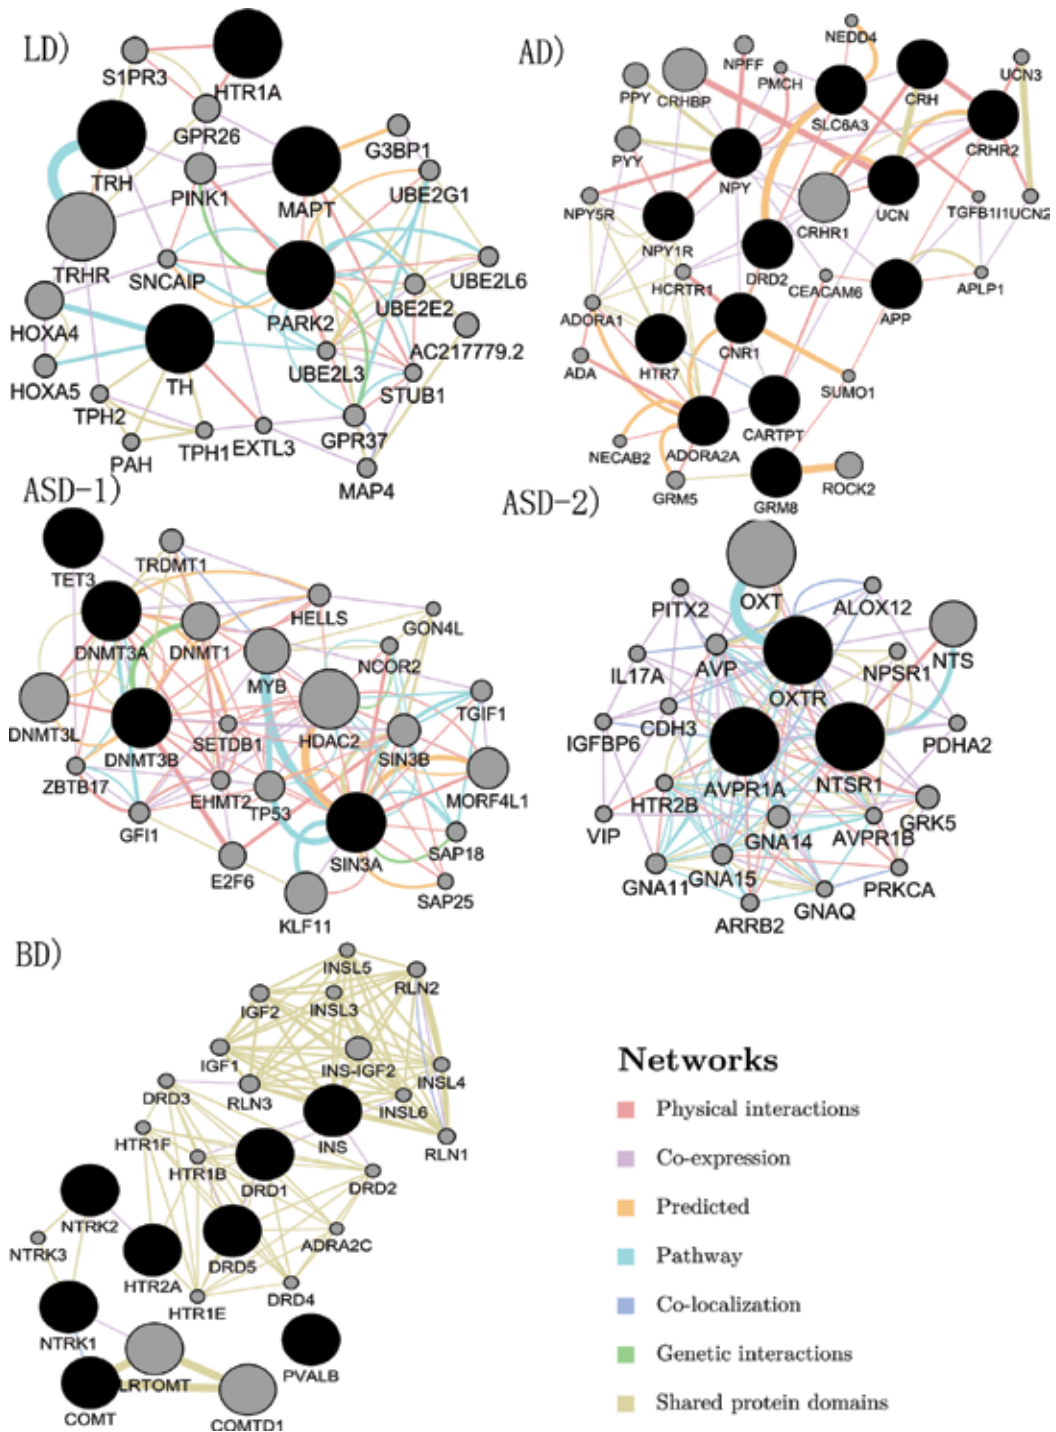 LD)
S1PR3
HTR1A
GPR26
TRH
G3BP1
PINK1
MAPT
UBE2G1
TRHR
SNCAIP
UBE2L6
HOXA4
PARK2
UBE2E2
AC217779.2
HOXA5
TH
UBE2L3
STUB1
TPH2
PAH
TPH1
EXTL3
GPR37
MAP4
AD)
NEDD4
NPFF
PMCH
CRH
UCN3
PPY
CRHBP
SLC6A3
CRHR2
PYY
NPY
UCN
NPY5R
NPY1R
CRHR1
TGFB1I1
UCN2
DRD2
HCRTR1
CEACAM6
APLP1
ADORA1
APP
ADA
HTR7
CNR1
SUMO1
CARTPT
NECAB2
ADORA2A
GRM5
GRM8
ROCK2
ASD-1)
TET3
TRDMT1
HELLS
GON4L
DNMT3A
DNMT1
NCOR2
MYB
TGIF1
DNMT3L
DNMT3B
SETDB1
HDAC2
SIN3B
ZBTB17
EHMT2
TP53
MORF4L1
GFI1
SIN3A
SAP18
E2F6
SAP25
KLF11
ASD-2)
OXT
PITX2
ALOX12
AVP
NPSR1
NTS
IL17A
OXTR
CDH3
IGFBP6
PDHA2
AVPR1A
NTSR1
HTR2B
VIP
GNA14
AVPR1B
GRK5
GNA11
GNA15
PRKCA
ARRB2
GNAQ
BD)
INSL5
RLN2
IGF2
INSL3
IGF1
INS-IGF2
INSL4
DRD3
RLN3
INSL6
HTR1F
INS
RLN1
HTR1B
DRD1
DRD2
NTRK2
NTRK3
ADRA2C
HTR2A
DRD5
HTR1E
DRD4
NTRK1
PVALB
LRTOMT
COMT
COMTD1
Networks
Physical interactions
Co-expression
Predicted
Pathway
Co-localization
Genetic interactions
Shared protein domains